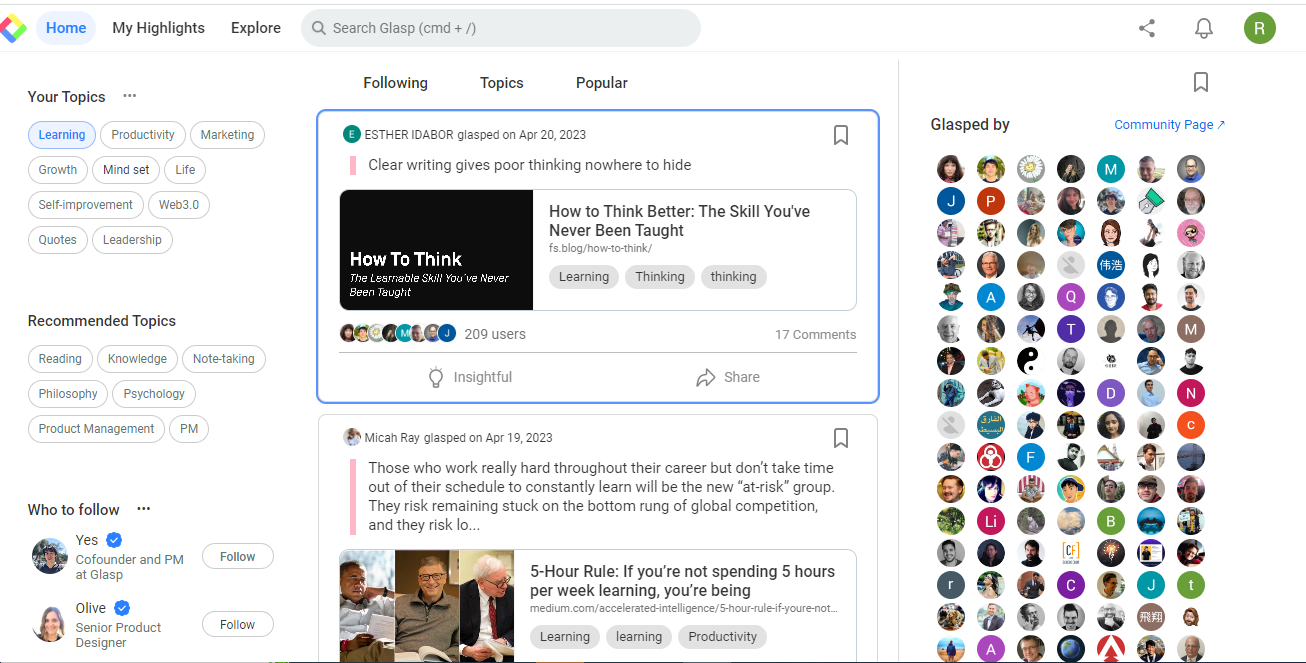 Home
My Highlights
Explore
Search Glasp (cmd + /)
R
Your Topics ...
Learning
Productivity
Marketing
Growth
Mind set
Life
Self-improvement
Web3.0
Quotes
Leadership
Recommended Topics
Reading
Knowledge
Note-taking
Philosophy
Psychology
Product Management
PM
Who to follow ...
Yes
Cofounder and PM
at Glasp
Follow
Olive
Senior Product
Designer
Follow
Following
Topics
Popular
E
ESTHER IDABOR glasped on Apr 20, 2023
Clear writing gives poor thinking nowhere to hide
How To Think
The Learnable Skill You've Never
Been Taught
How to Think Better: The Skill You've
Never Been Taught
fs.blog/how-to-think/
Learning
Thinking
thinking
M
J
209 users
17 Comments
Insightful
Share
Micah Ray glasped on Apr 19, 2023
Those who work really hard throughout their career but don’t take time
out of their schedule to constantly learn will be the new “at-risk” group.
They risk remaining stuck on the bottom rung of global competition,
and they risk lo...
5-Hour Rule: If you’re not spending 5 hours
per week learning, you’re being
medium.com/accelerated-intelligence/5-hour-rule-if-youre-not…
Learning
learning
Productivity
Glasped by
Community Page ↗
M
J
P
伟浩
A
Q
T
M
D
N
الفارق
البسيط
C
F
Li
B
CF
r
C
J
t
飛翔
A